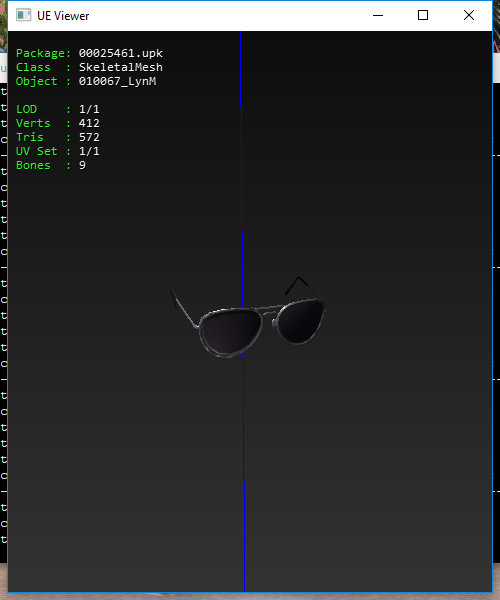 UE Viewer
Package: 00025461.upk
Class  : SkeletalMesh
Object : 010067_LynM
LOD    : 1/1
Verts  : 412
Tris   : 572
UV Set : 1/1
Bones  : 9